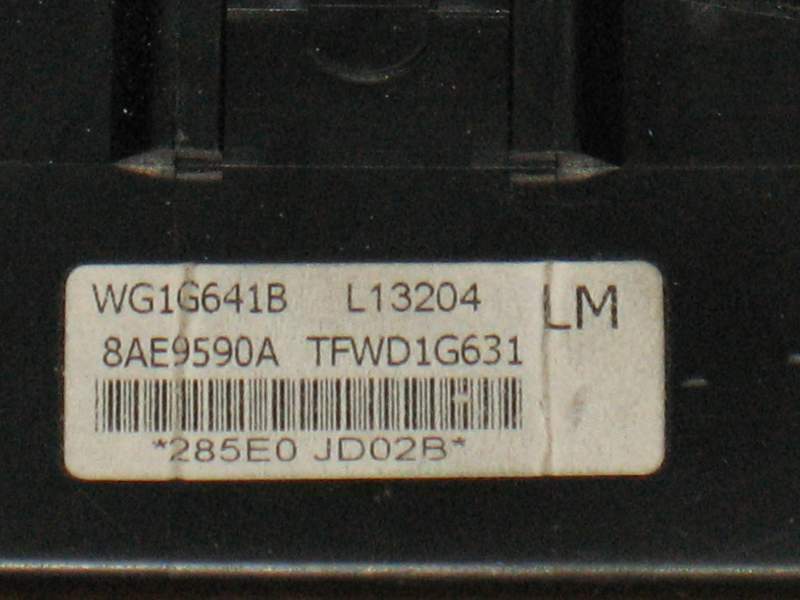 WG1G641B L13204 LM
8AE9590A TFWD1G631
*285E0 JD02B*